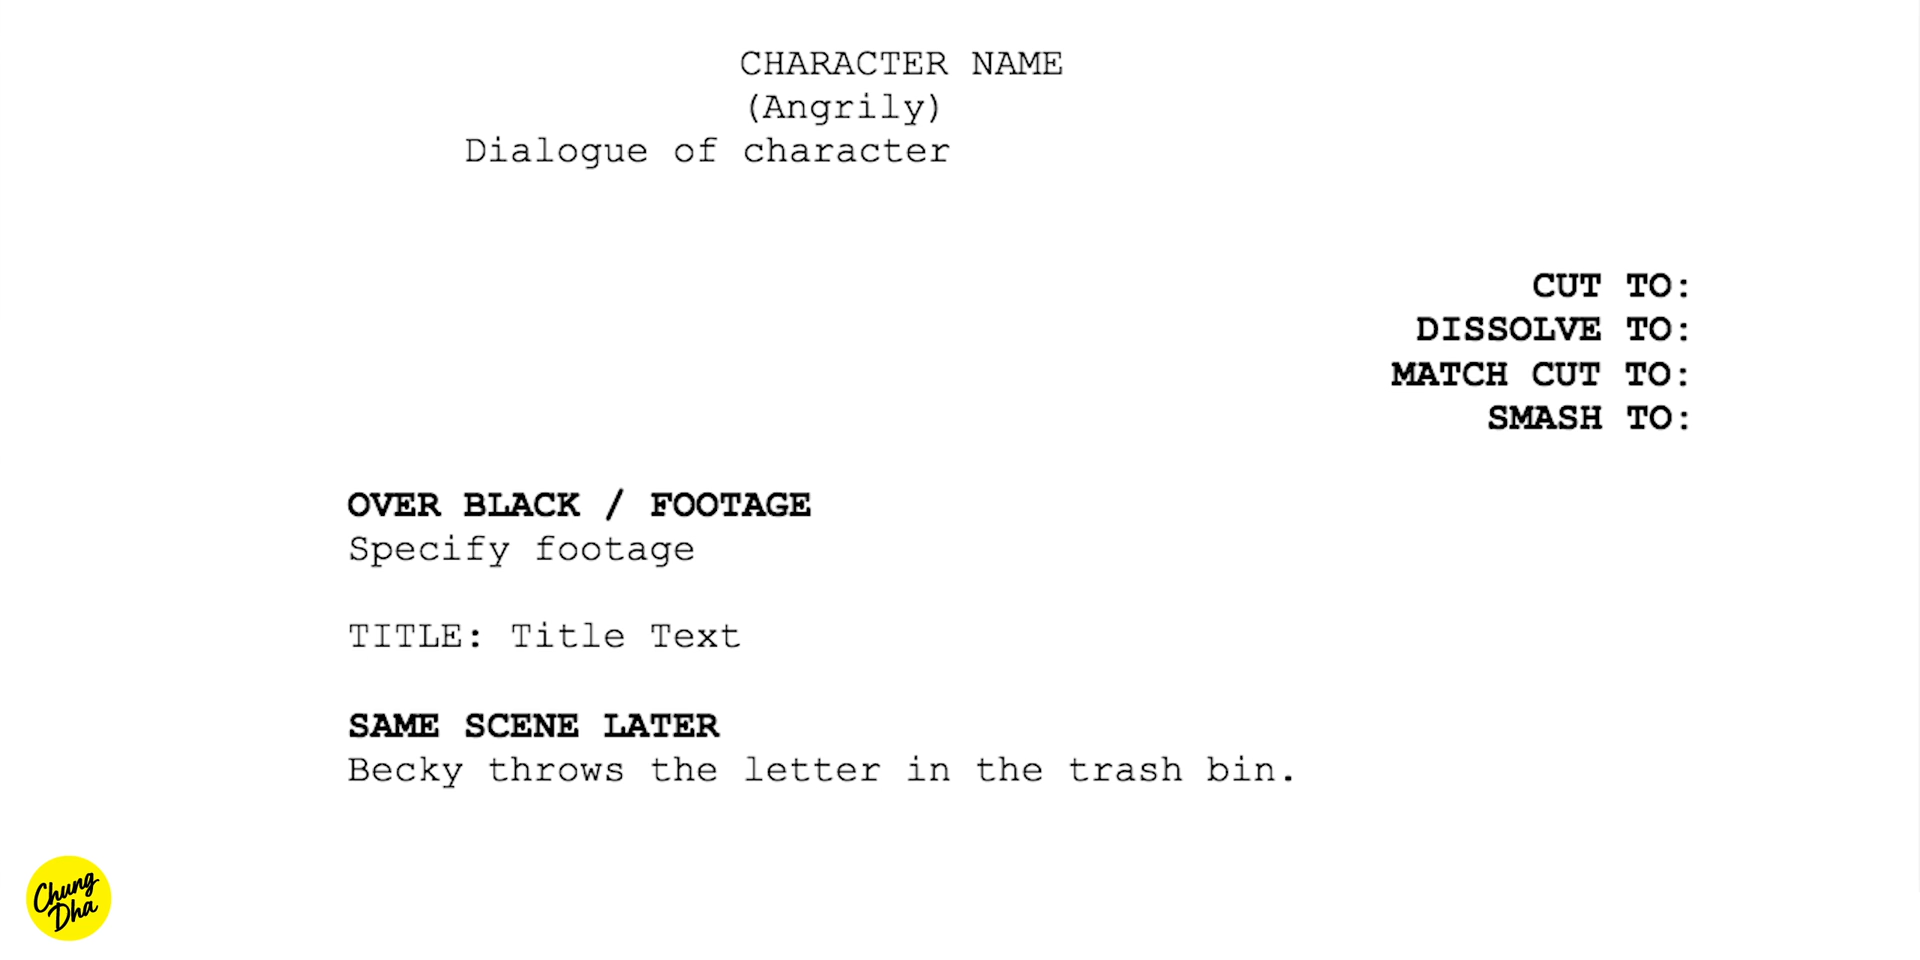 CHARACTER NAME
(Angrily)
Dialogue of character
CUT TO:
DISSOLVE TO:
MATCH CUT TO:
SMASH TO:
OVER BLACK / FOOTAGE
Specify footage
TITLE: Title Text
SAME SCENE LATER
Becky throws the letter in the trash bin.
Chung
Dha